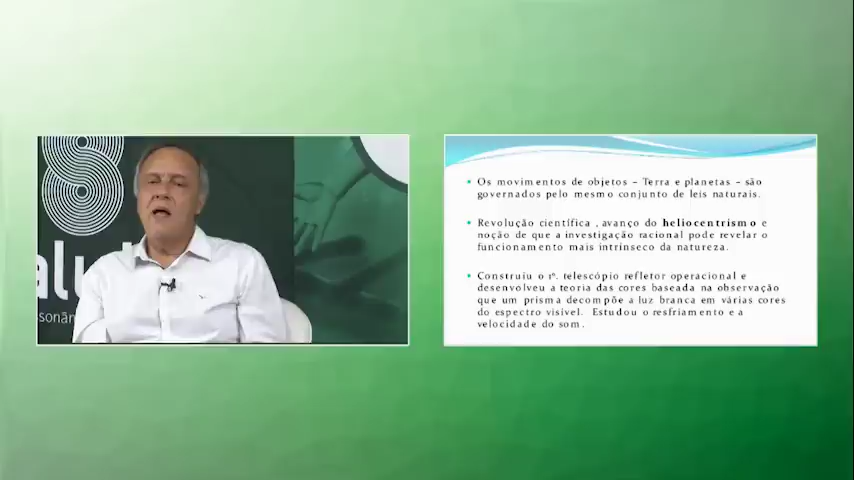 alu
sonân
• Os movimentos de objetos – Terra e planetas – são
governados pelo mesmo conjunto de leis naturais.
• Revolução científica , avanço do heliocentrismo e
noção de que a investigação racional pode revelar o
funcionamento mais intrínseco da natureza.
• Construiu o 1º. telescópio refletor operacional e
desenvolveu a teoria das cores baseada na observação
que um prisma decompõe a luz branca em várias cores
do espectro visível. Estudou o resfriamento e a
velocidade do som.